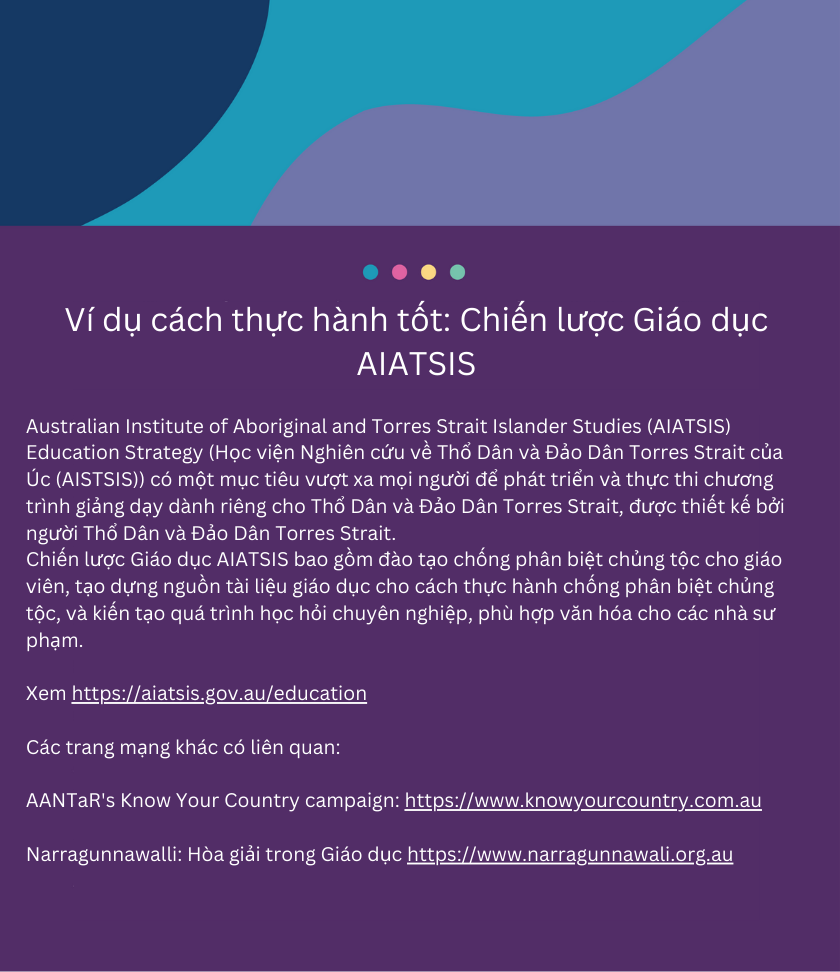 Ví dụ cách thực hành tốt: Chiến lược Giáo dục
AIATSIS
Australian Institute of Aboriginal and Torres Strait Islander Studies (AIATSIS)
Education Strategy (Học viện Nghiên cứu về Thổ Dân và Đảo Dân Torres Strait của
Úc (AISTSIS)) có một mục tiêu vượt xa mọi người để phát triển và thực thi chương
trình giảng dạy dành riêng cho Thổ Dân và Đảo Dân Torres Strait, được thiết kế bởi
người Thổ Dân và Đảo Dân Torres Strait.
Chiến lược Giáo dục AIATSIS bao gồm đào tạo chống phân biệt chủng tộc cho giáo
viên, tạo dựng nguồn tài liệu giáo dục cho cách thực hành chống phân biệt chủng
tộc, và kiến tạo quá trình học hỏi chuyên nghiệp, phù hợp văn hóa cho các nhà sư
phạm.
Xem https://aiatsis.gov.au/education
Các trang mạng khác có liên quan:
AANTaR's Know Your Country campaign: https://www.knowyourcountry.com.au
Narragunnawalli: Hòa giải trong Giáo dục https://www.narragunnawali.org.au